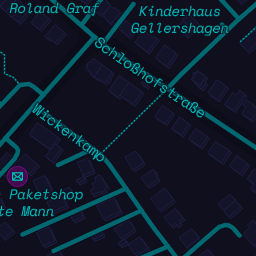 Roland Graf
Kinderhaus
Gellershagen
Schloßhofstraße
Wickenkamp
Paketshop
te Mann